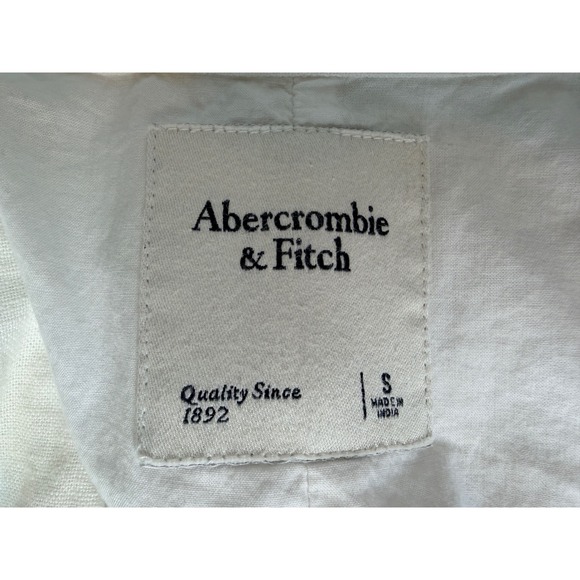 Abercrombie
& Fitch
Quality Since
1892
S
MADE IN
INDIA